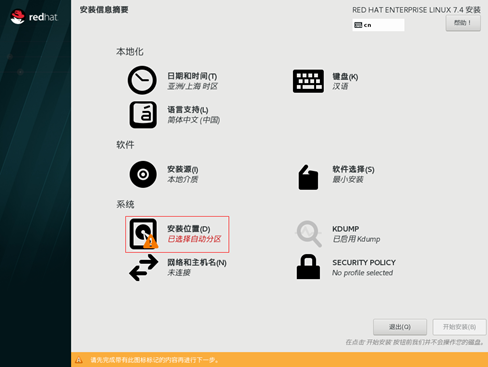 redhat.
安装信息摘要
RED HAT ENTERPRISE LINUX 7.4 安装
cn
帮助！
本地化
日期和时间(T)
亚洲/上海 时区
键盘(K)
汉语
语言支持(L)
简体中文 (中国)
软件
安装源(I)
本地介质
软件选择(S)
最小安装
系统
安装位置(D)
已选择自动分区
KDUMP
已启用 Kdump
网络和主机名(N)
未连接
SECURITY POLICY
No profile selected
退出(Q)
开始安装(B)
在点击‘开始安装’按钮前我们并不会操作您的磁盘。
请先完成带有此图标标记的内容再进行下一步。